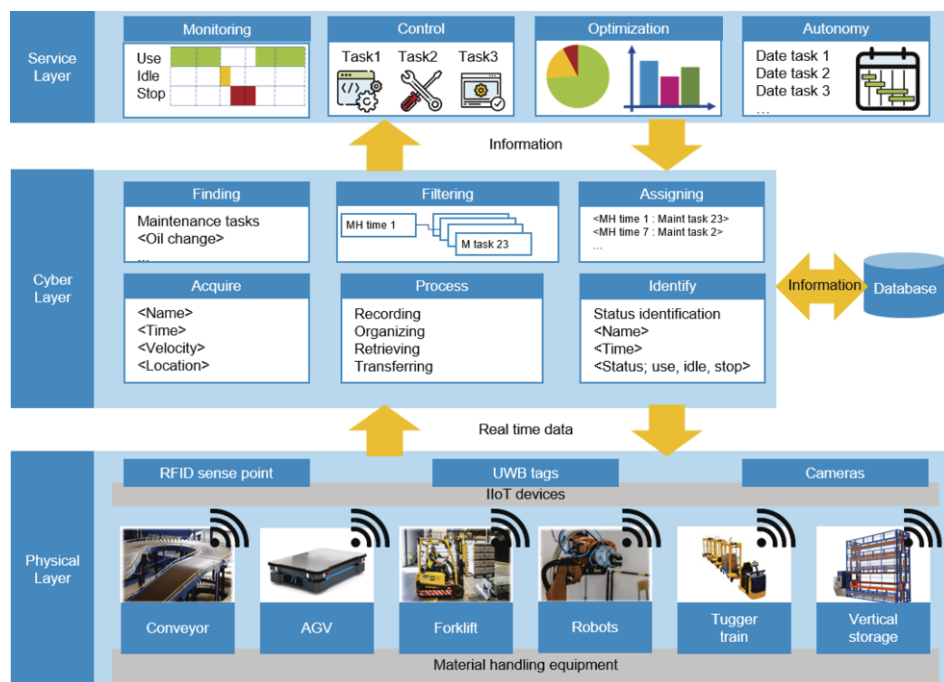 Service
Layer
Monitoring
Use
Idle
Stop
Control
Task1 Task2 Task3
Optimization
Autonomy
Date task 1
Date task 2
Date task 3
...
Information
Cyber
Layer
Finding
Maintenance tasks
<Oil change>
...
Filtering
MH time 1
M task 23
Assigning
<MH time 1 : Maint task 23>
<MH time 7 : Maint task 2>
...
Acquire
<Name>
<Time>
<Velocity>
<Location>
Process
Recording
Organizing
Retrieving
Transferring
Identify
Status identification
<Name>
<Time>
<Status; use, idle, stop>
Information
Database
Real time data
Physical
Layer
RFID sense point
UWB tags
Cameras
IIoT devices
Conveyor
AGV
Forklift
Robots
Tugger
train
Vertical
storage
Material handling equipment